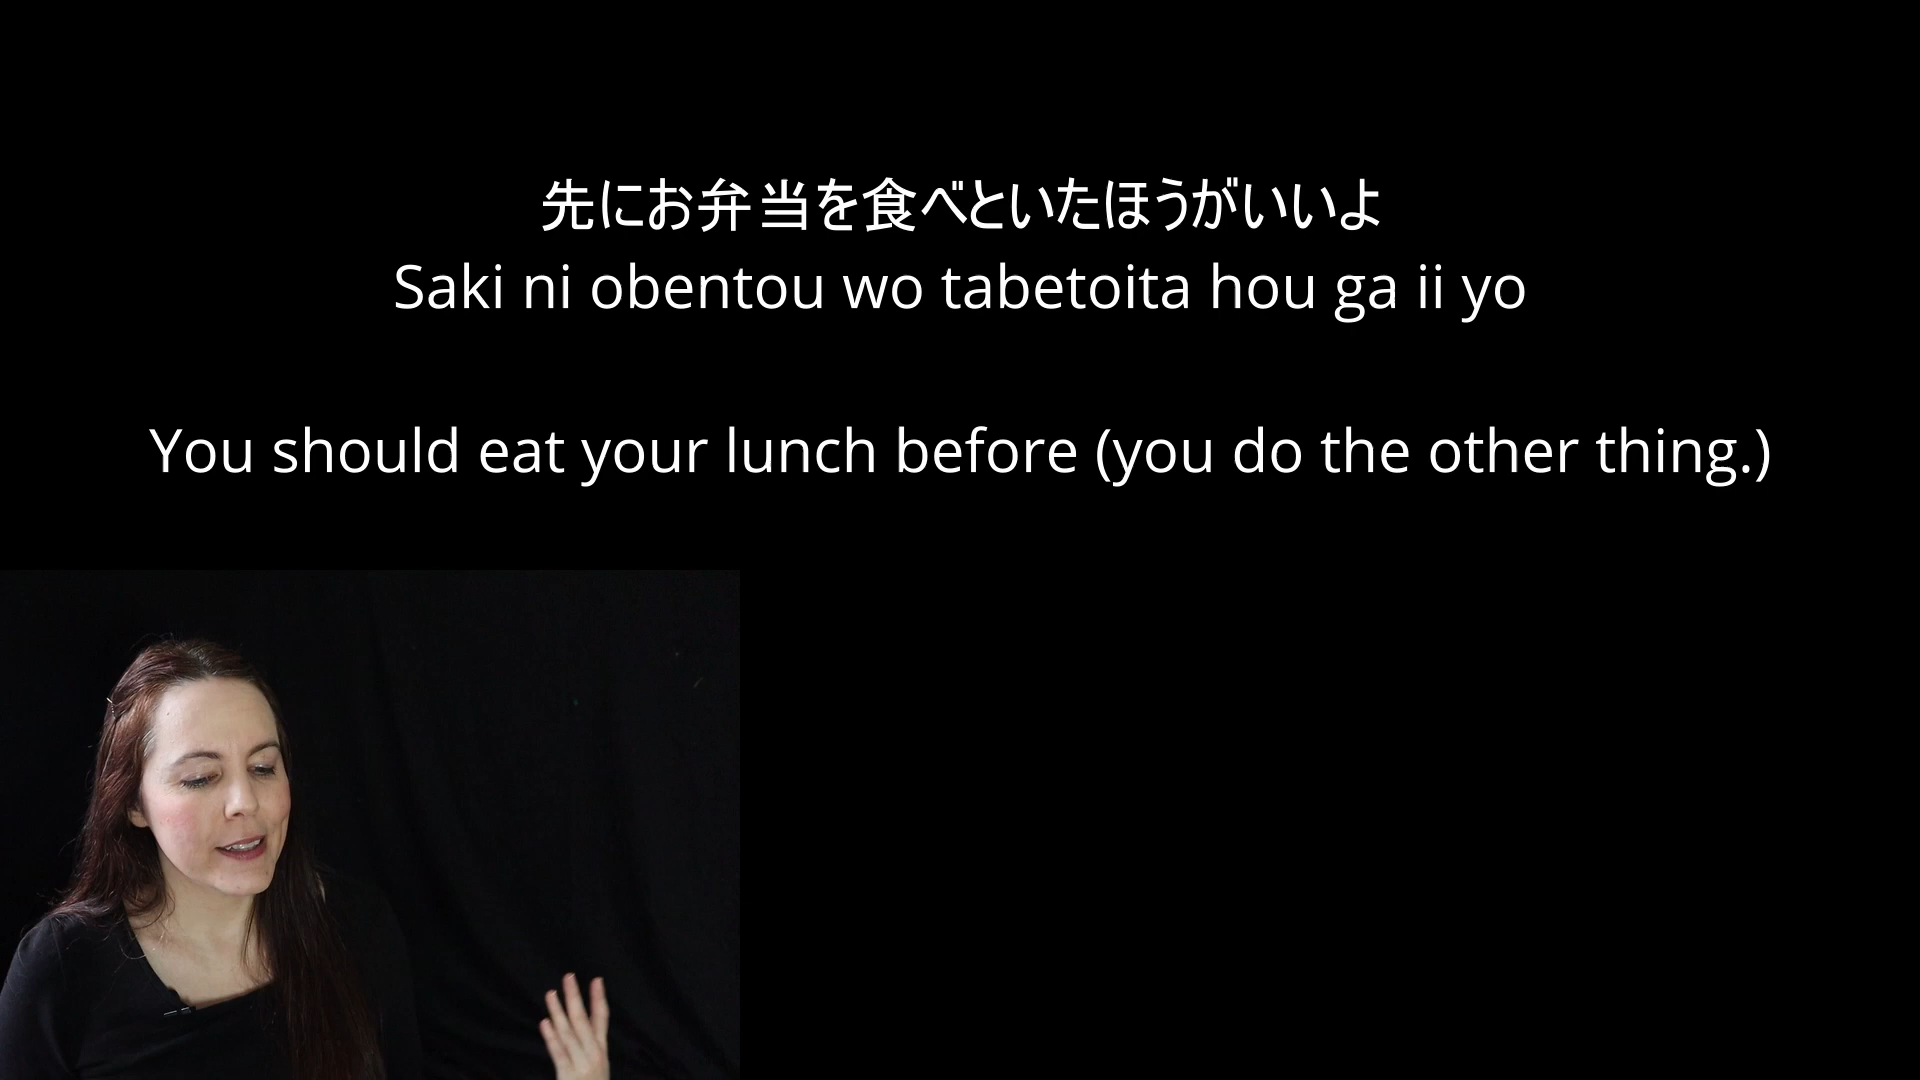 先にお弁当を食べといたほうがいいよ
Saki ni obentou wo tabetoita hou ga ii yo
You should eat your lunch before (you do the other thing.)